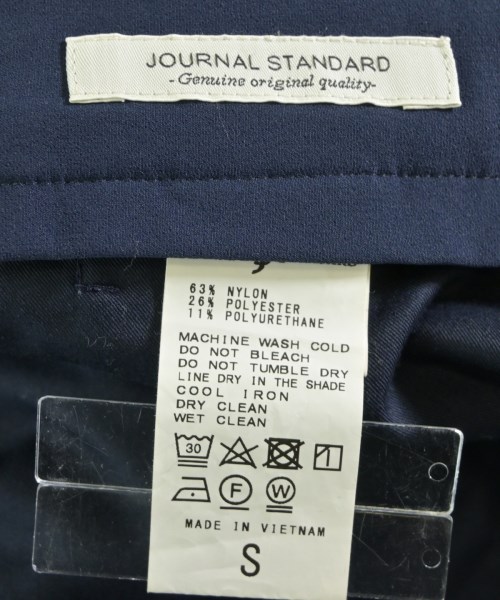 JOURNAL STANDARD
-Genuine original quality-
63% NYLON
26% POLYESTER
11% POLYURETHANE
MACHINE WASH COLD
DO NOT BLEACH
DO NOT TUMBLE DRY
LINE DRY IN THE SHADE
COOL IRON
DRY CLEAN
WET CLEAN
30
F W
MADE IN VIETNAM
S